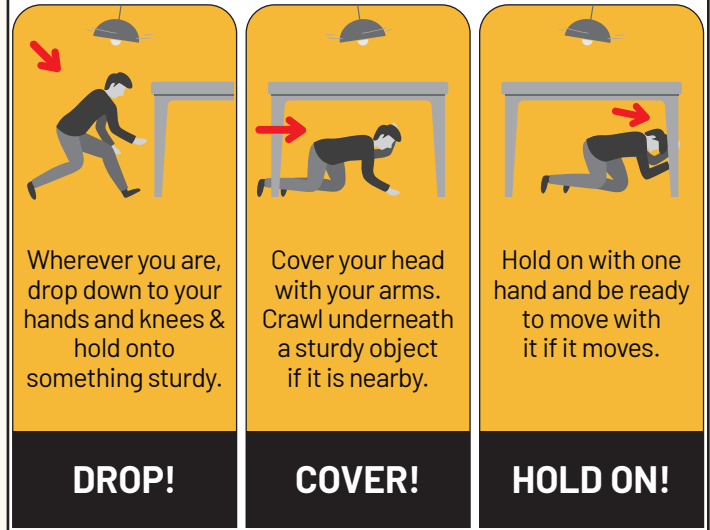 Wherever you are,
drop down to your
hands and knees &
hold onto
something sturdy.
DROP!
Cover your head
with your arms.
Crawl underneath
a sturdy object
if it is nearby.
COVER!
Hold on with one
hand and be ready
to move with
it if it moves.
HOLD ON!